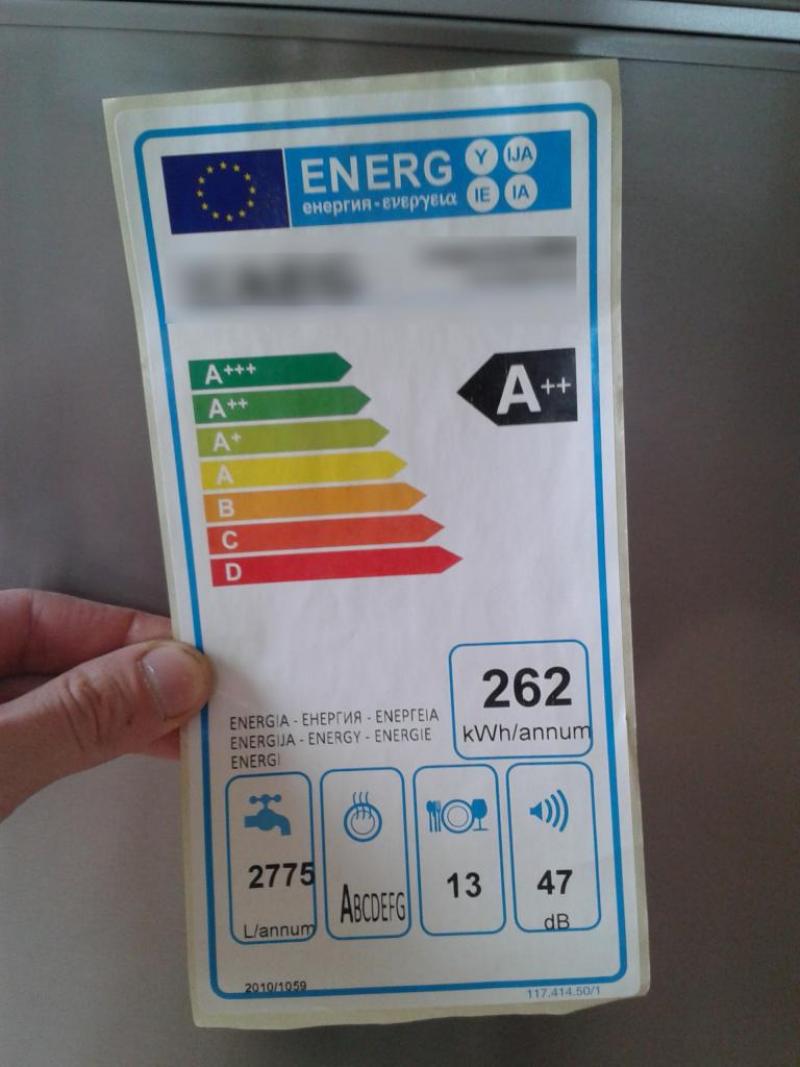 ENERG Y IJA
енергия · ενεργεια IE IA
A+++
A++
A++
A+
A
B
C
D
262
kWh/annum
ENERGIA - ЕНЕРГИЯ - ΕΝΕΡΓΕΙΑ
ENERGIJA - ENERGY - ENERGIE
ENERGI
2775
L/annum
ABCDEFG
13
47
dB
2010/1059
117.414.50/1